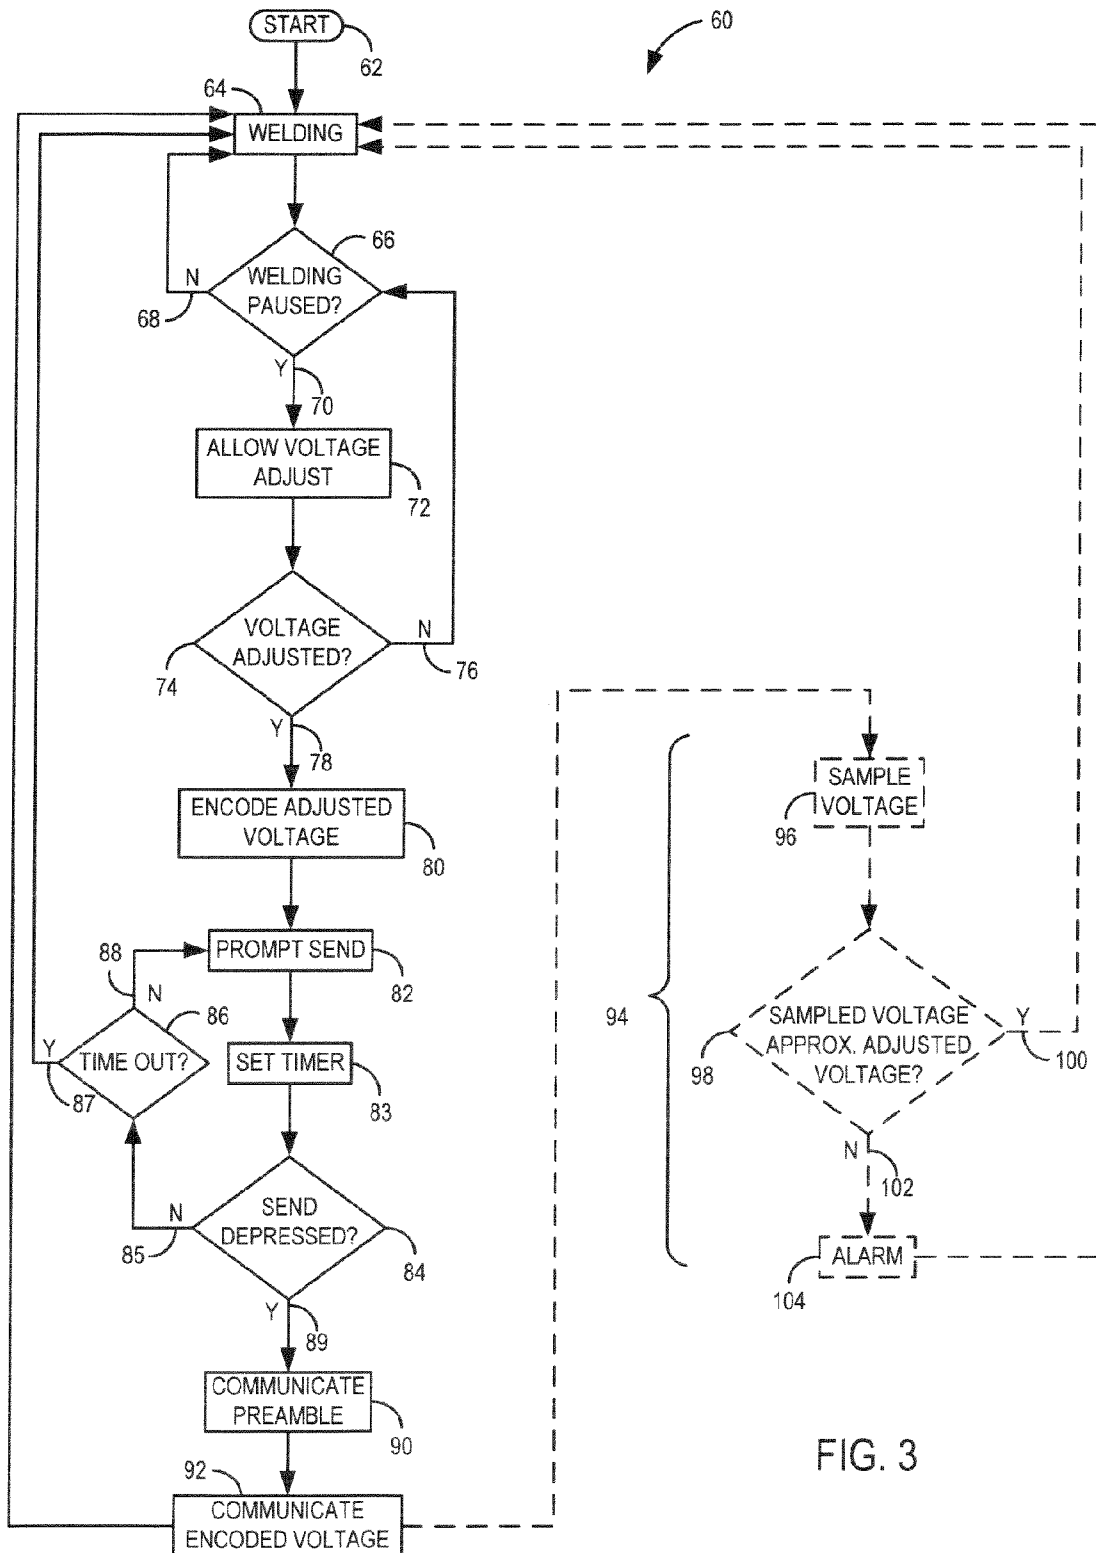 START
62
60
64
WELDING
66
WELDING
PAUSED?
N
68
Y
70
ALLOW VOLTAGE
ADJUST
72
VOLTAGE
ADJUSTED?
N
74
76
Y
78
ENCODE ADJUSTED
VOLTAGE
80
SAMPLE
VOLTAGE
96
88
PROMPT SEND
82
N
86
Y
TIME OUT?
87
SET TIMER
83
94
98
SAMPLED VOLTAGE
APPROX. ADJUSTED
VOLTAGE?
Y
100
N
102
N
85
SEND
DEPRESSED?
84
ALARM
104
Y
89
COMMUNICATE
PREAMBLE
90
92
COMMUNICATE
ENCODED VOLTAGE
FIG. 3